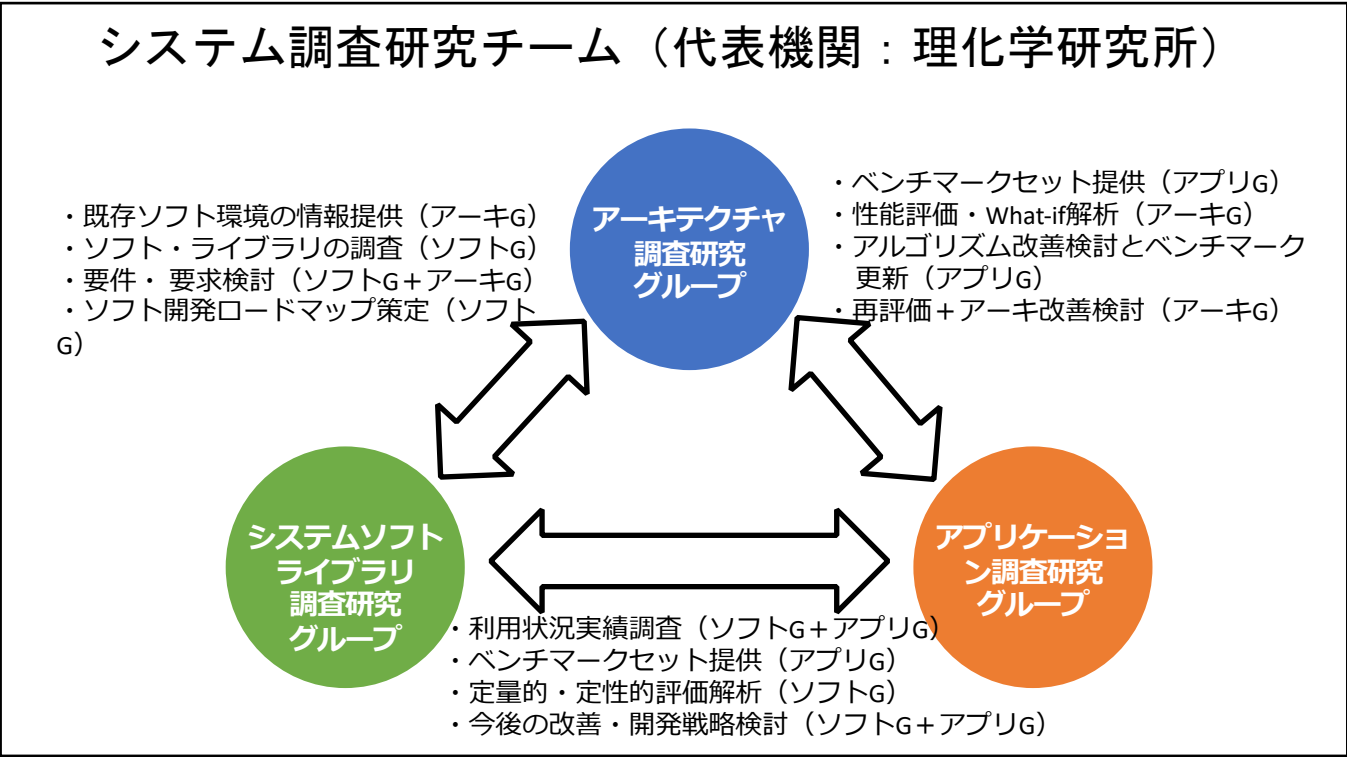 システム調査研究チーム（代表機関：理化学研究所）
・既存ソフト環境の情報提供（アーキG）
・ソフト・ライブラリの調査（ソフトG）
・要件・ 要求検討（ソフトG＋アーキG）
・ソフト開発ロードマップ策定（ソフト
G）
アーキテクチャ
調査研究
グループ
・ベンチマークセット提供（アプリG）
・性能評価・What-if解析（アーキG）
・アルゴリズム改善検討とベンチマーク
更新（アプリG）
・再評価＋アーキ改善検討（アーキG）
システムソフト
ライブラリ
調査研究
グループ
アプリケーショ
ン調査研究
グループ
・利用状況実績調査（ソフトG＋アプリG）
・ベンチマークセット提供（アプリG）
・定量的・定性的評価解析（ソフトG）
・今後の改善・開発戦略検討（ソフトG＋アプリG）